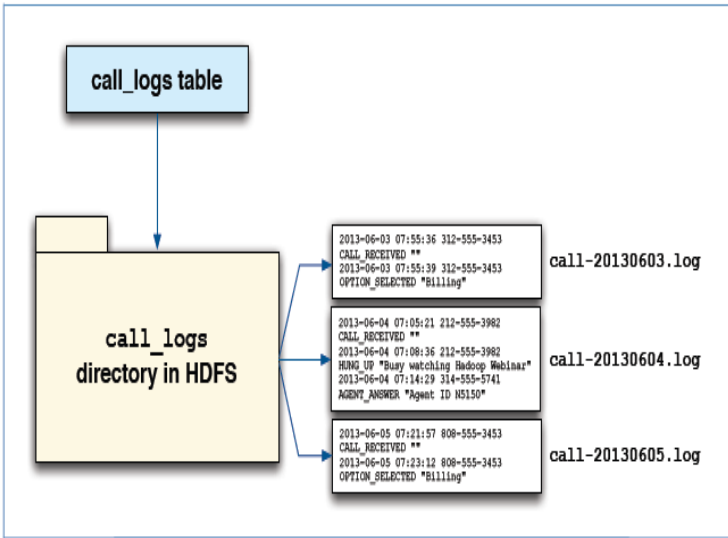 call_logs table
call_logs
directory in HDFS
2013-06-03 07:55:36 312-555-3453
CALL_RECEIVED ""
2013-06-03 07:55:39 312-555-3453
OPTION_SELECTED "Billing"
call-20130603.log
2013-06-04 07:05:21 212-555-3982
CALL_RECEIVED ""
2013-06-04 07:08:36 212-555-3982
HUNG_UP "Busy watching Hadoop Webinar"
2013-06-04 07:14:29 314-555-5741
AGENT_ANSWER "Agent ID N5150"
call-20130604.log
2013-06-05 07:21:57 808-555-3453
CALL_RECEIVED ""
2013-06-05 07:23:12 808-555-3453
OPTION_SELECTED "Billing"
call-20130605.log